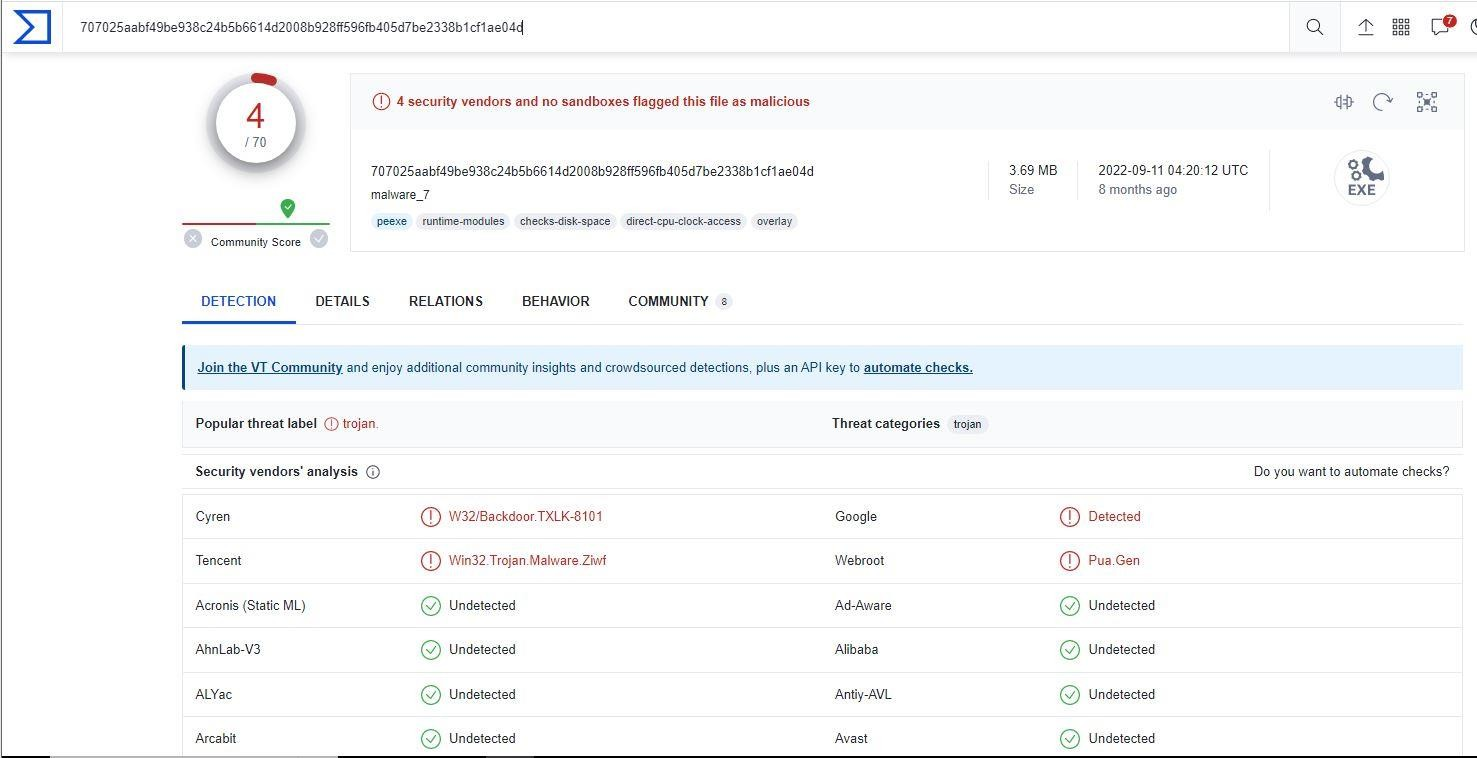 707025aabf49be938c24b5b6614d2008b928ff596fb405d7be2338b1cf1ae04d
7
4
/ 70
Community Score
4 security vendors and no sandboxes flagged this file as malicious
707025aabf49be938c24b5b6614d2008b928ff596fb405d7be2338b1cf1ae04d
malware_7
peexe runtime-modules checks-disk-space direct-cpu-clock-access overlay
3.69 MB
Size
2022-09-11 04:20:12 UTC
8 months ago
EXE
DETECTION DETAILS RELATIONS BEHAVIOR COMMUNITY 8
Join the VT Community and enjoy additional community insights and crowdsourced detections, plus an API key to automate checks.
Popular threat label trojan. Threat categories trojan
Security vendors' analysis Do you want to automate checks?
Cyren W32/Backdoor.TXLK-8101 Google Detected
Tencent Win32.Trojan.Malware.Ziwf Webroot Pua.Gen
Acronis (Static ML) Undetected Ad-Aware Undetected
AhnLab-V3 Undetected Alibaba Undetected
ALYac Undetected Antiy-AVL Undetected
Arcabit Undetected Avast Undetected